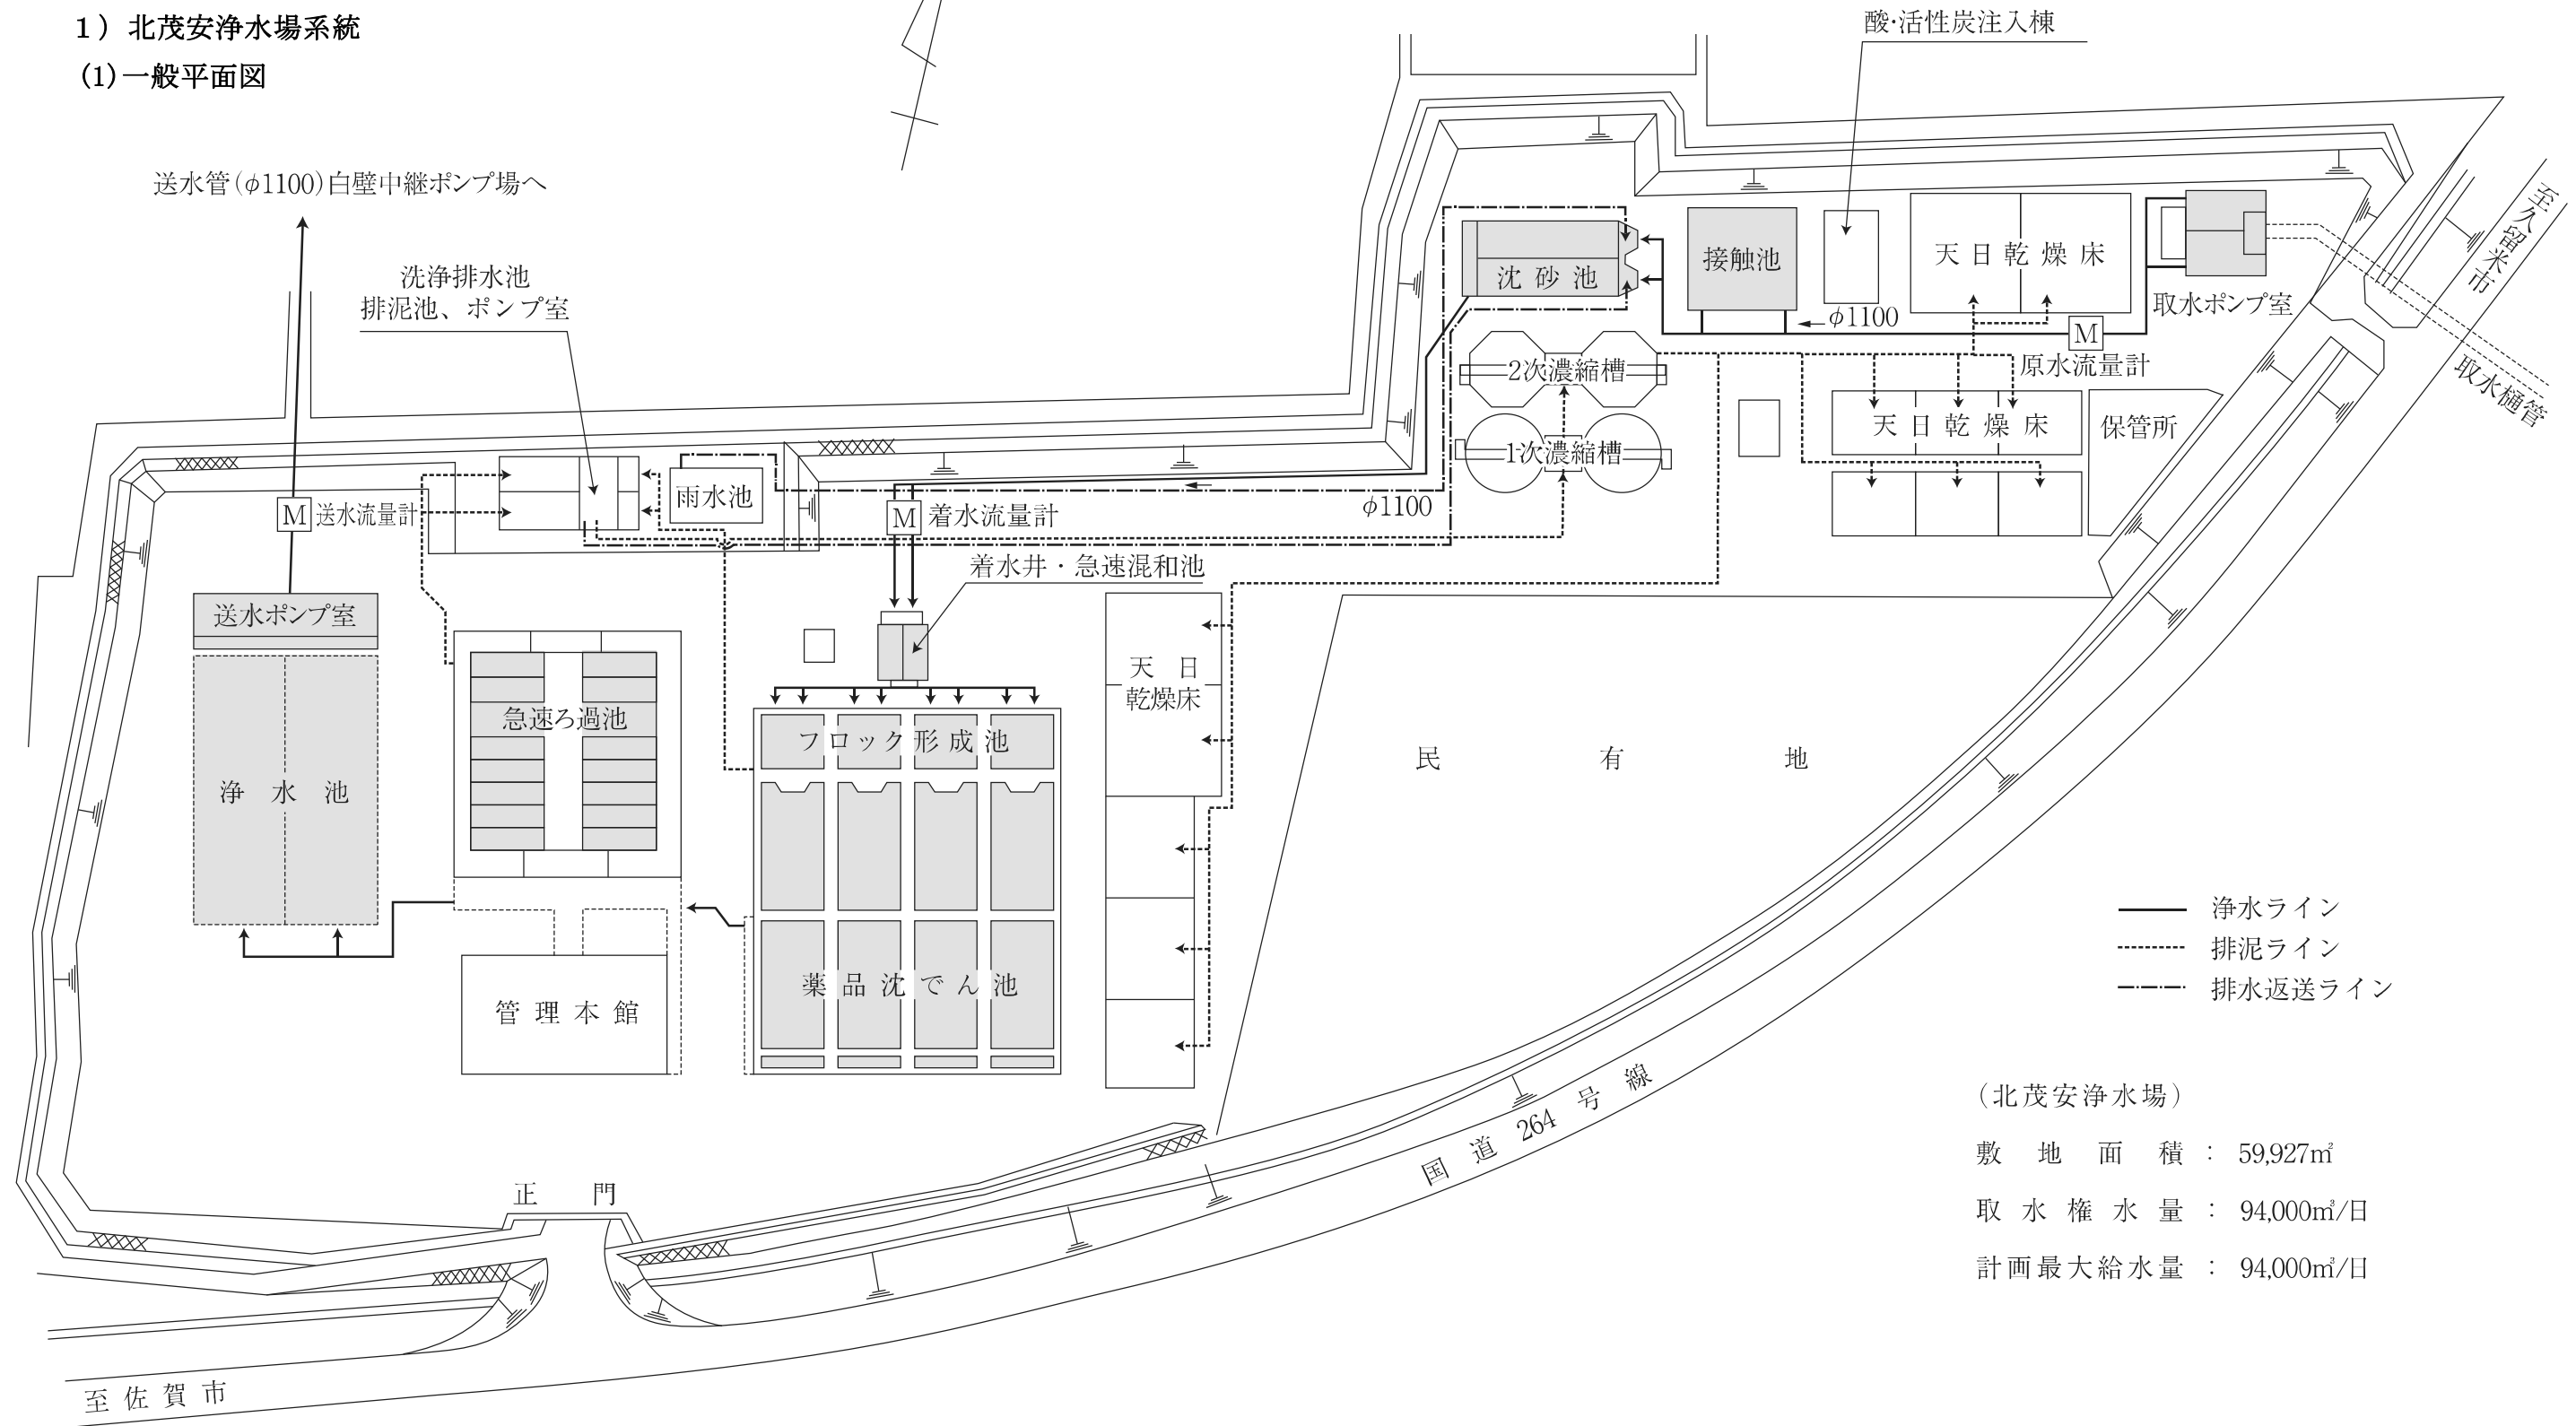 1）北茂安浄水場系統
(1)一般平面図
酸・活性炭注入棟
送水管(φ1100)白壁中継ポンプ場へ
至久留米市
洗浄排水池
排泥池、ポンプ室
沈砂池
接触池
天日乾燥床
取水ポンプ室
φ1100
M
原水流量計
取水樋管
2次濃縮槽
1次濃縮槽
天日乾燥床
保管所
雨水池
M
送水流量計
M
着水流量計
φ1100
着水井・急速混和池
送水ポンプ室
天日
乾燥床
急速ろ過池
フロック形成池
民有地
浄水池
薬品沈でん池
管理本館
浄水ライン
排泥ライン
排水返送ライン
国道264号線
正門
（北茂安浄水場）
敷地面積：59,927㎡
取水権水量：94,000㎥/日
計画最大給水量：94,000㎥/日
至佐賀市